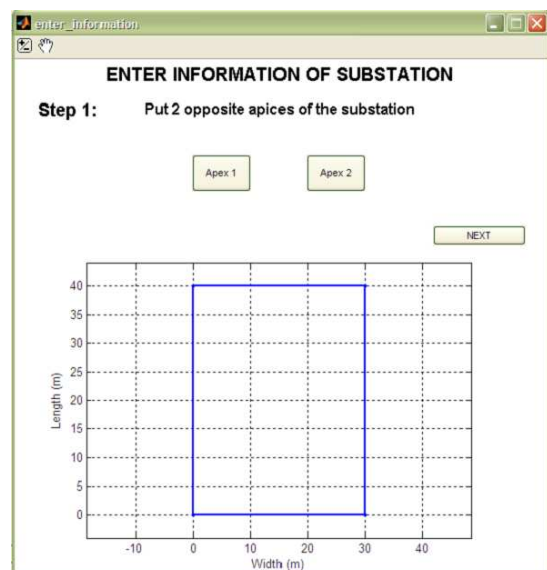 enter_information
ENTER INFORMATION OF SUBSTATION
Step 1: Put 2 opposite apices of the substation
Apex 1 Apex 2
NEXT
40
35
30
25
20
15
10
5
0
Length (m)
-10 0 10 20 30 40
Width (m)